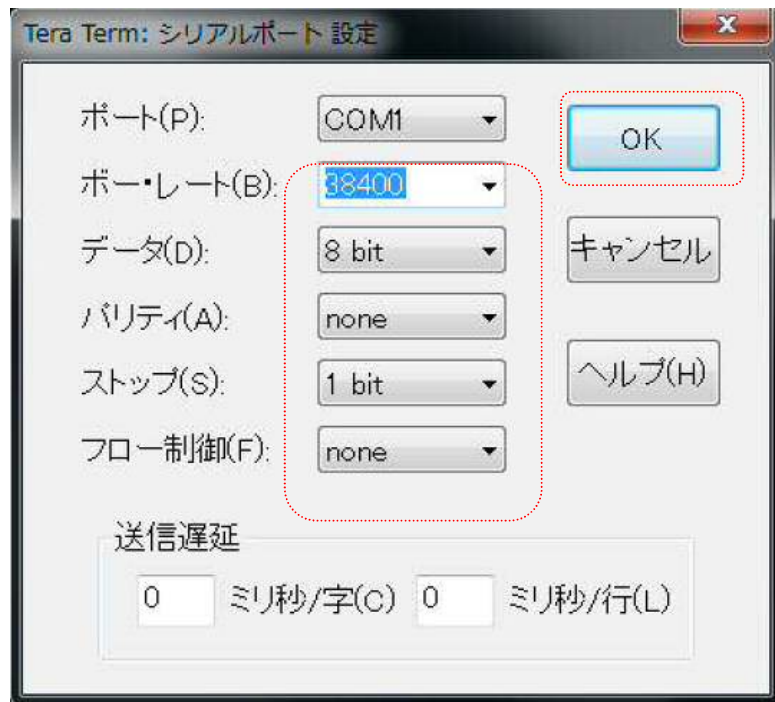 Tera Term: シリアルポート 設定
x
ポート(P): COM1
OK
ボー・レート(B): 38400
データ(D): 8 bit
キャンセル
パリティ(A): none
ストップ(S): 1 bit
ヘルプ(H)
フロー制御(F): none
送信遅延
0 ミリ秒/字(C) 0 ミリ秒/行(L)